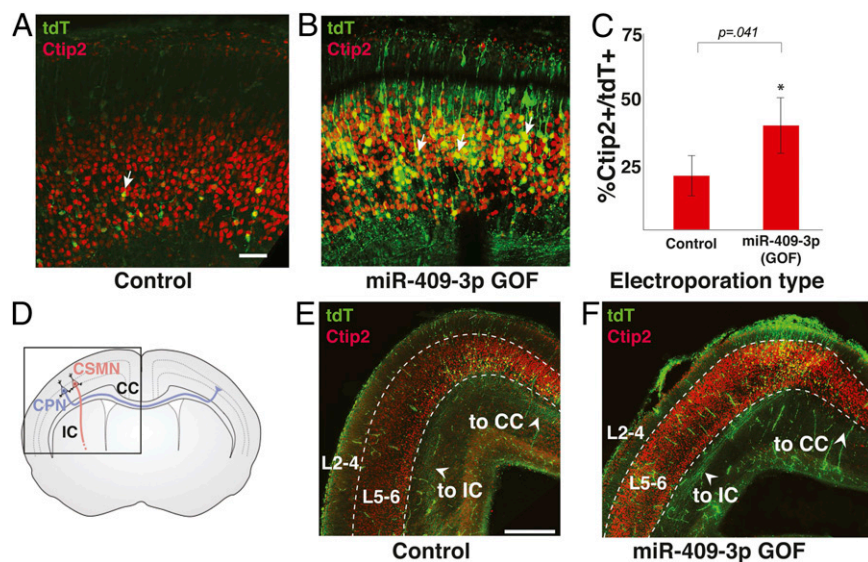 A
tdT
Ctip2
Control
B
tdT
Ctip2
miR-409-3p GOF
C
%Ctip2+/tdT+
75
50
25
p=.041
*
Control
miR-409-3p
(GOF)
Electroporation type
D
CSMN
CC
CPN
IC
E
tdT
Ctip2
L2-4
L5-6
to CC
to IC
Control
F
tdT
Ctip2
L2-4
L5-6
to CC
to IC
miR-409-3p GOF